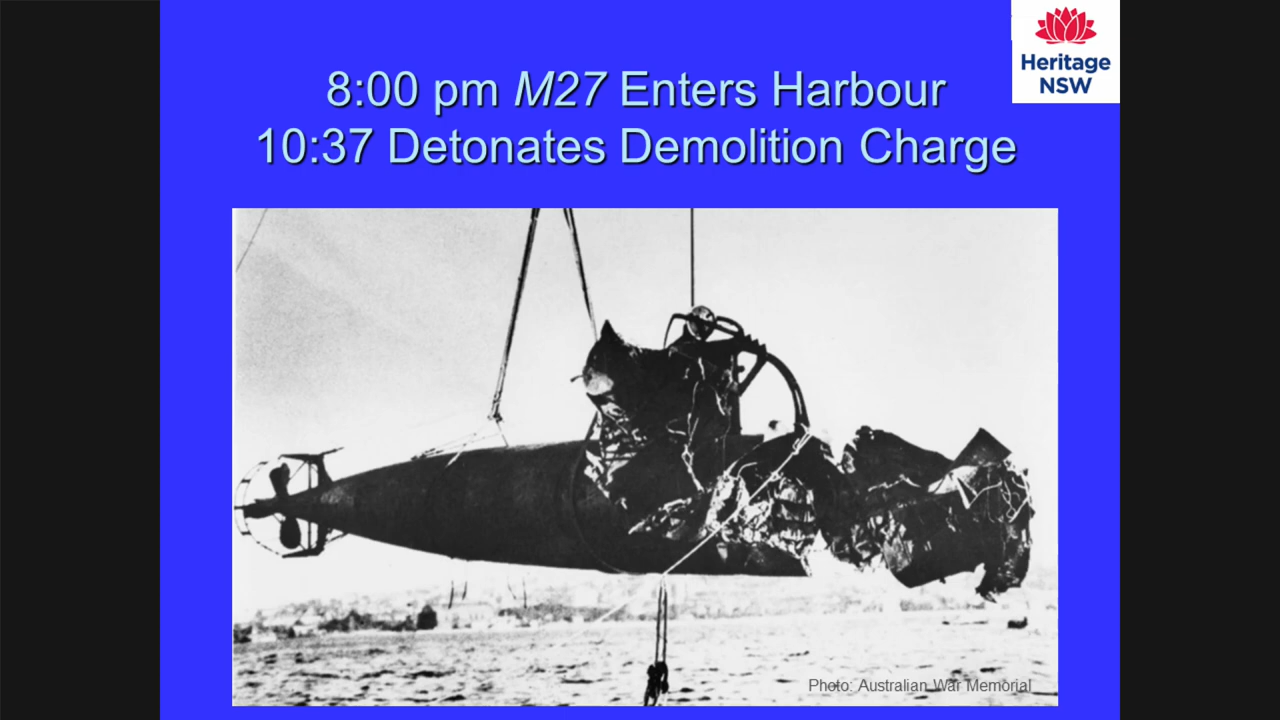 8:00 pm M27 Enters Harbour
10:37 Detonates Demolition Charge
Heritage
NSW
Photo: Australian War Memorial